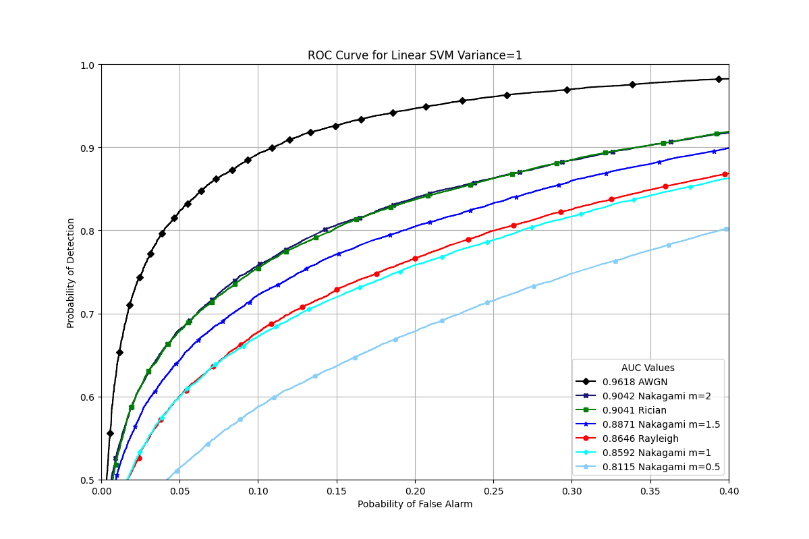 ROC Curve for Linear SVM Variance=1
Probability of Detection
1.0
0.9
0.8
0.7
0.6
0.5
0.00 0.05 0.10 0.15 0.20 0.25 0.30 0.35 0.40
Pobability of False Alarm
AUC Values
0.9618 AWGN
0.9042 Nakagami m=2
0.9041 Rician
0.8871 Nakagami m=1.5
0.8646 Rayleigh
0.8592 Nakagami m=1
0.8115 Nakagami m=0.5